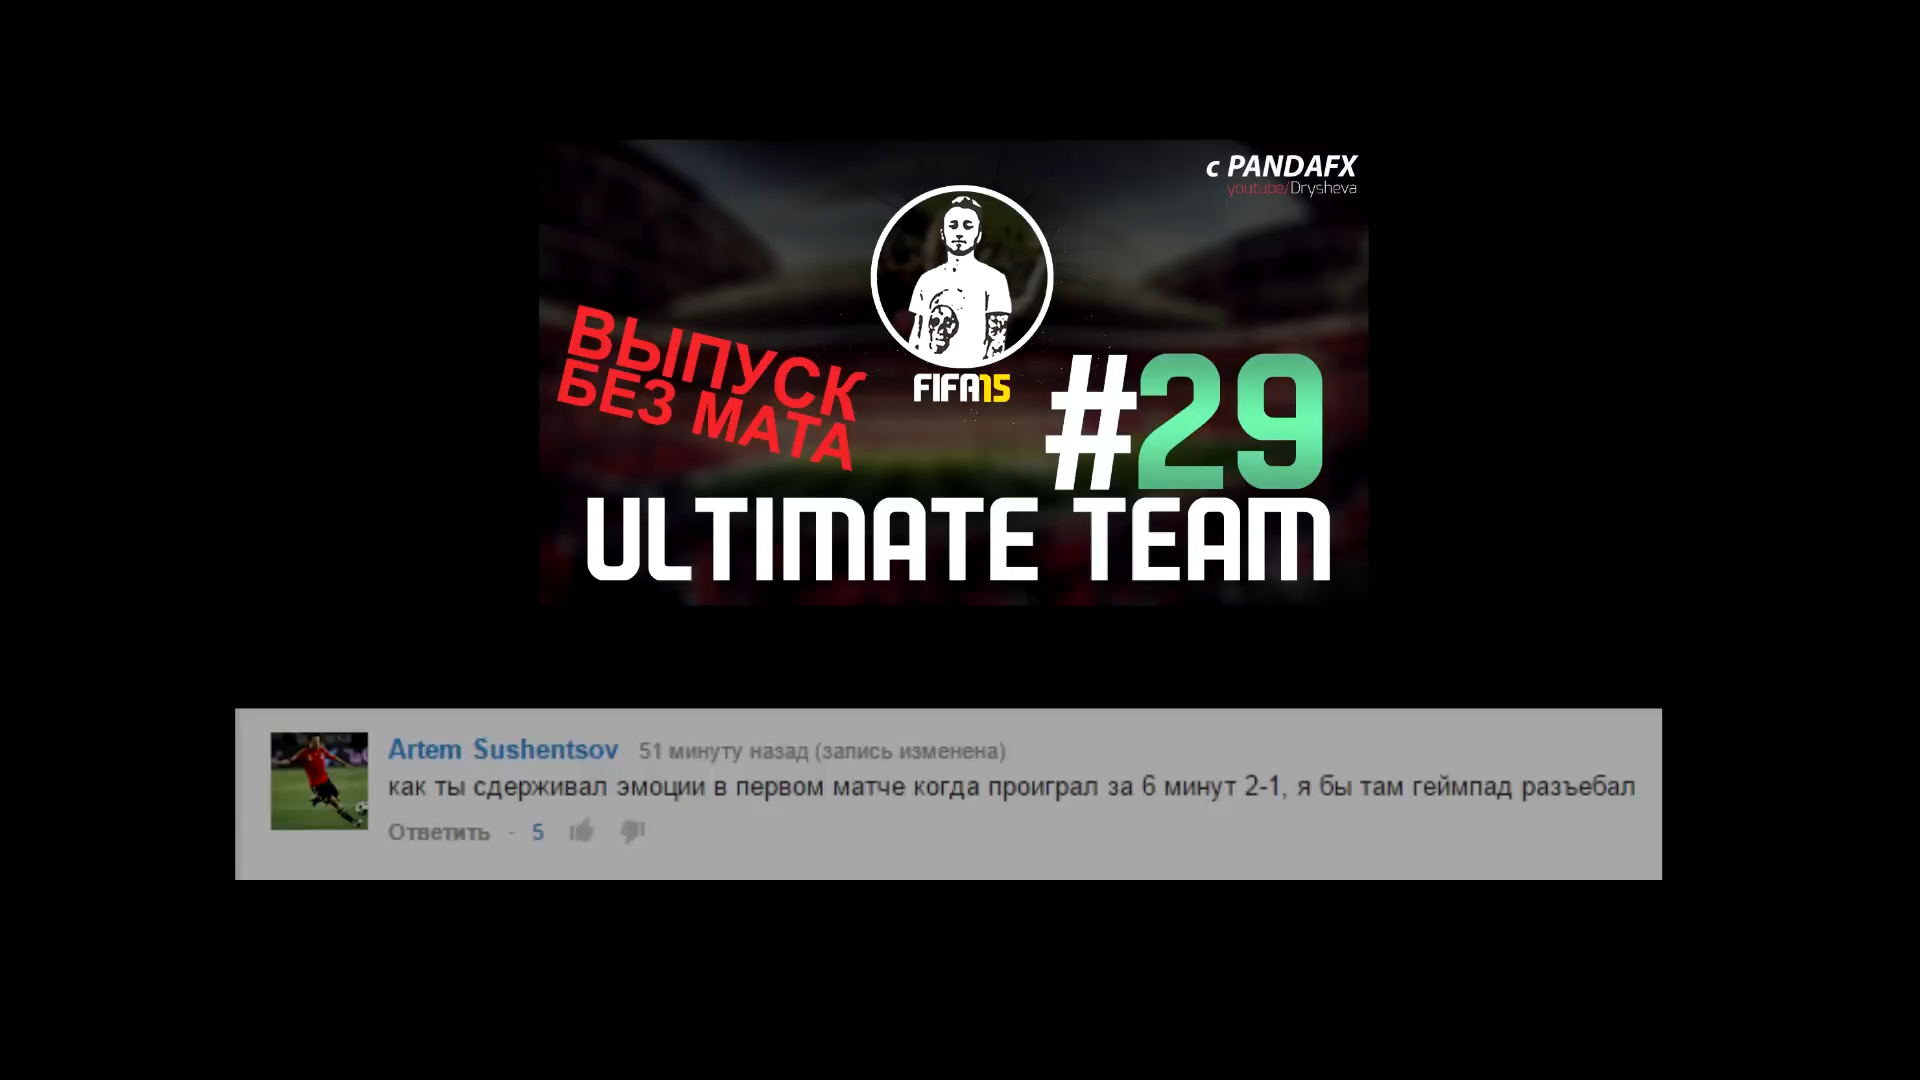 с PANDAFX
youtube/Drysheva
ВЫПУСК
БЕЗ МАТА
FIFA15
#29
ULTIMATE TEAM
Artem Sushentsov 51 минуту назад (запись изменена)
как ты сдерживал эмоции в первом матче когда проиграл за 6 минут 2-1, я бы там геймпад разъебал
Ответить - 5